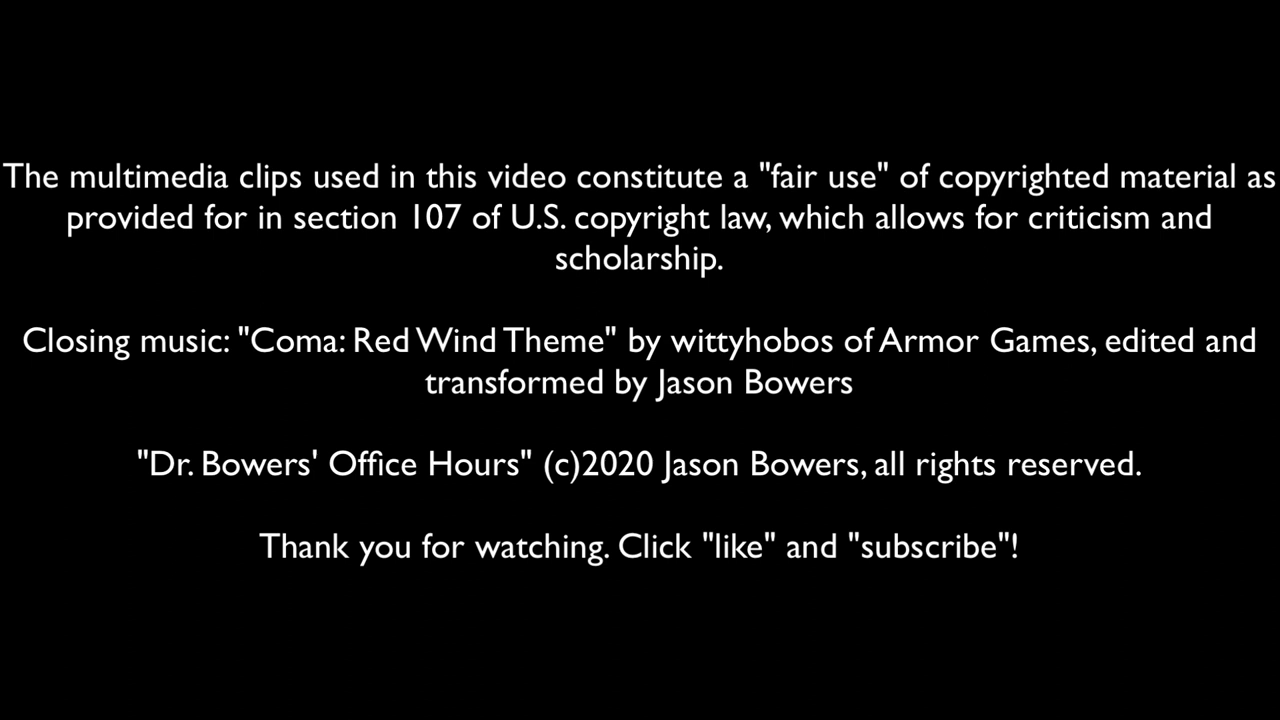 The multimedia clips used in this video constitute a "fair use" of copyrighted material as
provided for in section 107 of U.S. copyright law, which allows for criticism and
scholarship.
Closing music: "Coma: Red Wind Theme" by wittyhobos of Armor Games, edited and
transformed by Jason Bowers
"Dr. Bowers' Office Hours" (c)2020 Jason Bowers, all rights reserved.
Thank you for watching. Click "like" and "subscribe"!